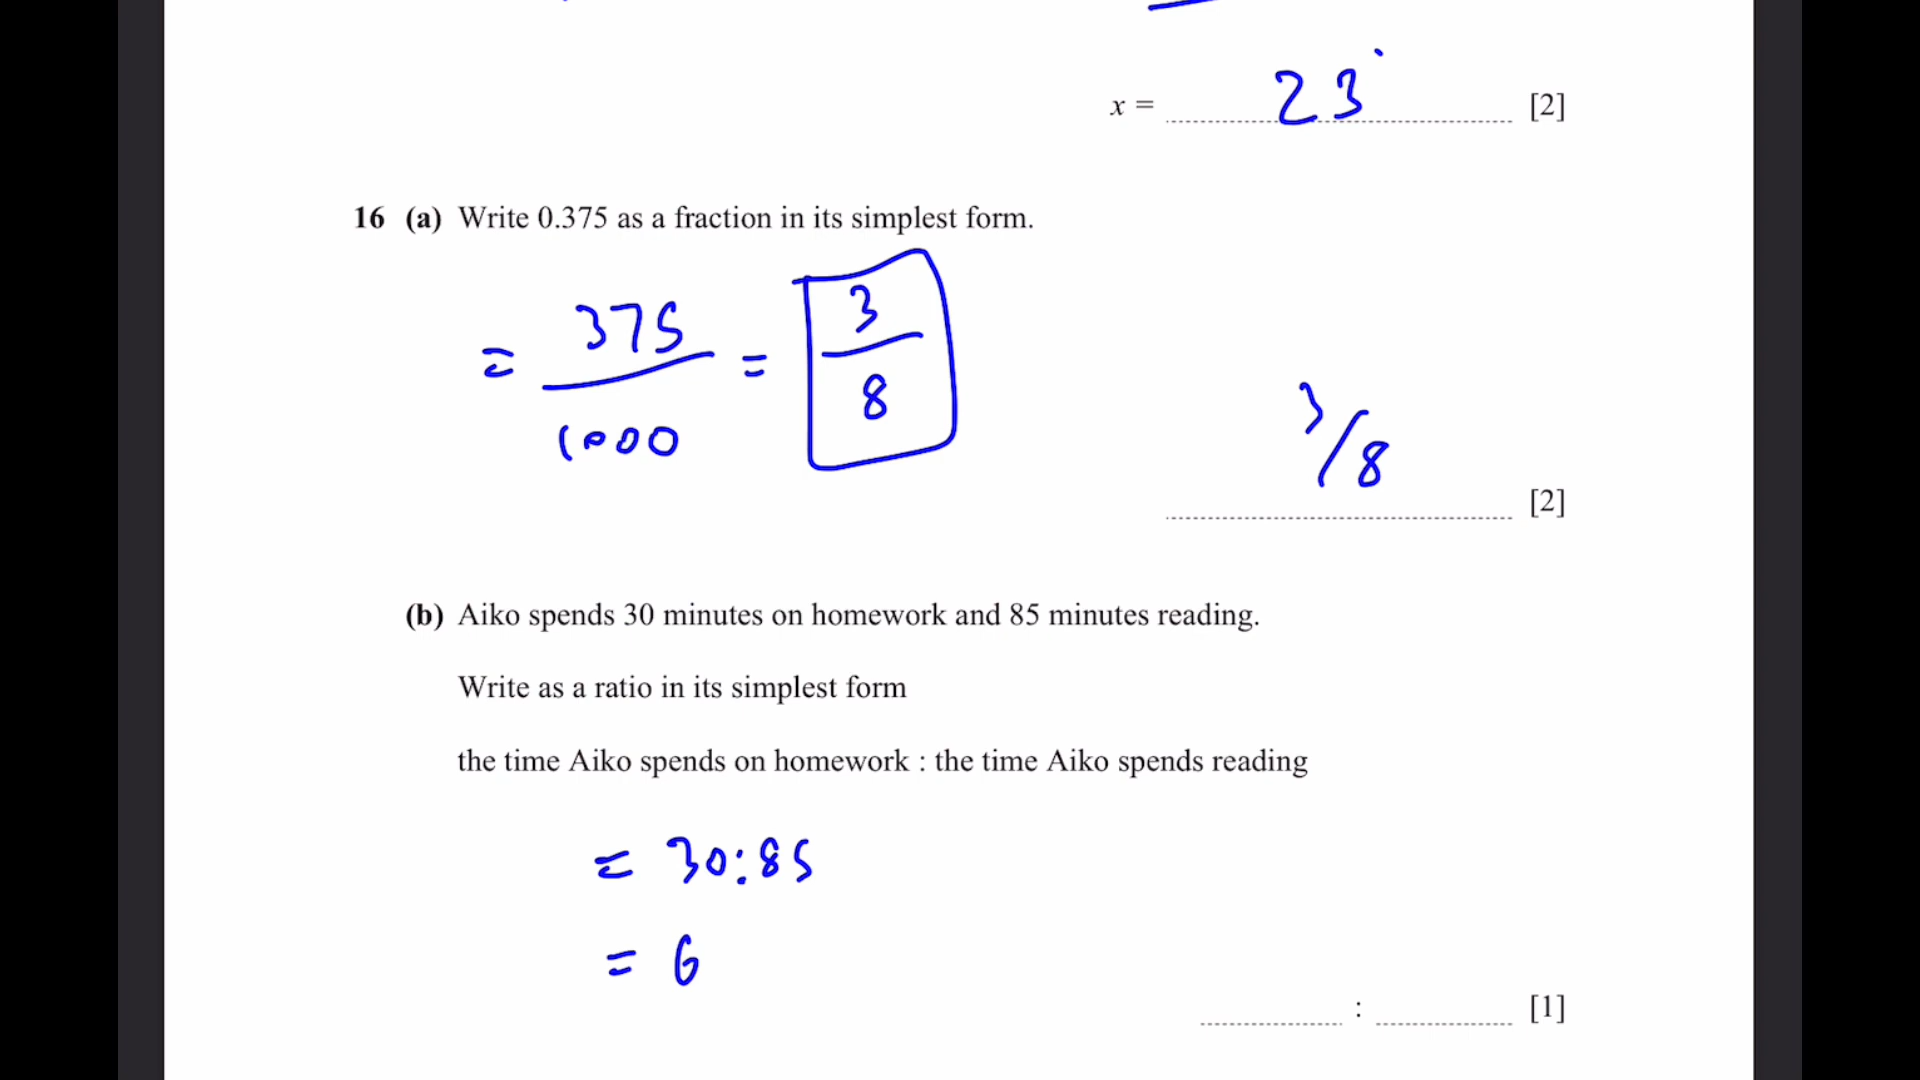 x = 23 [2]
16 (a) Write 0.375 as a fraction in its simplest form.
= 375/1000 = 3/8
3/8
[2]
(b) Aiko spends 30 minutes on homework and 85 minutes reading.
Write as a ratio in its simplest form
the time Aiko spends on homework : the time Aiko spends reading
= 30:85
= 6
: [1]